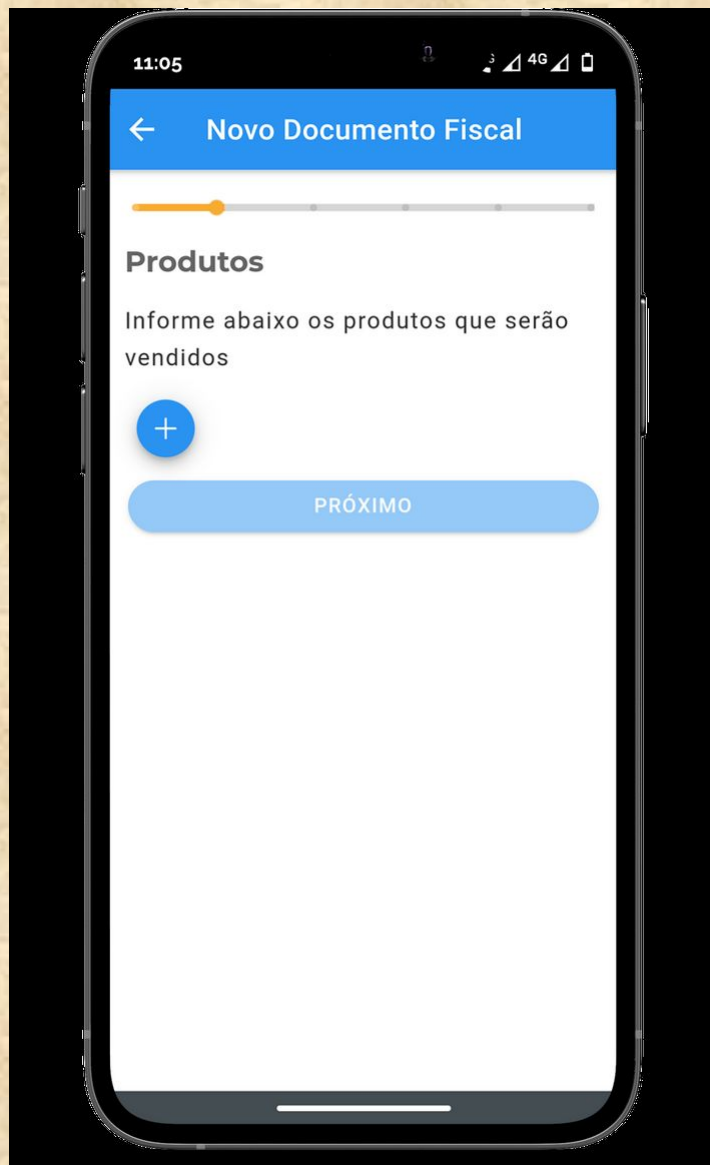 11:05
4G
Novo Documento Fiscal
Produtos
Informe abaixo os produtos que serão
vendidos
PRÓXIMO